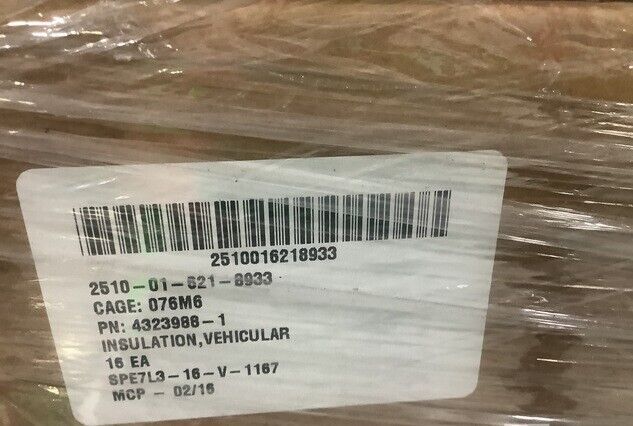 2510016218933
2510-01-621-8933
CAGE: 076M6
PN: 4323986-1
INSULATION,VEHICULAR
16 EA
SPE7L3-16-V-1167
MCP - 02/16